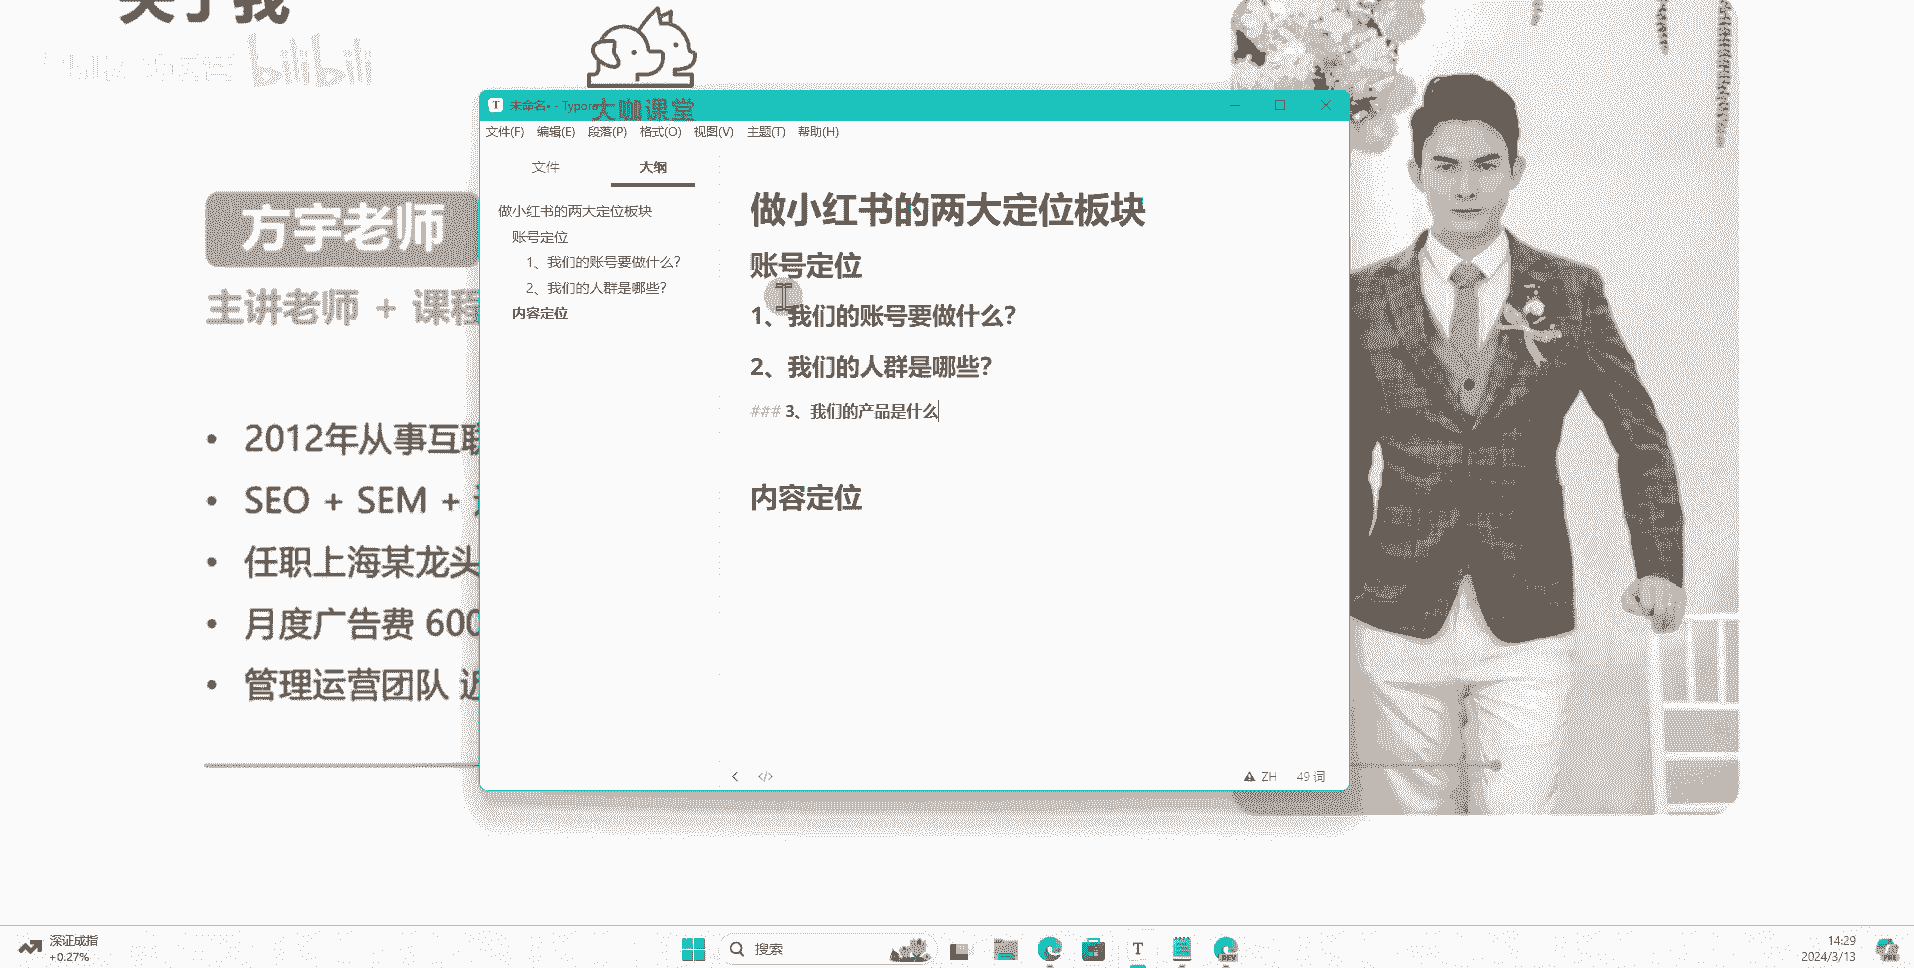 关于我
bilibili
大咖课堂
未命名• - Typora
文件(F) 编辑(E) 段落(P) 格式(O) 视图(V) 主题(T) 帮助(H)
文件 大纲
做小红书的两大定位板块
账号定位
1、我们的账号要做什么？
2、我们的人群是哪些？
内容定位
做小红书的两大定位板块
账号定位
1、我们的账号要做什么？
2、我们的人群是哪些？
### 3、我们的产品是什么
内容定位
ZH 49 词
方宇老师
主讲老师 + 课程
2012年从事互联
SEO + SEM +
任职上海某龙头
月度广告费 600
管理运营团队 近
深证成指
+0.27%
搜索
14:29
2024/3/13